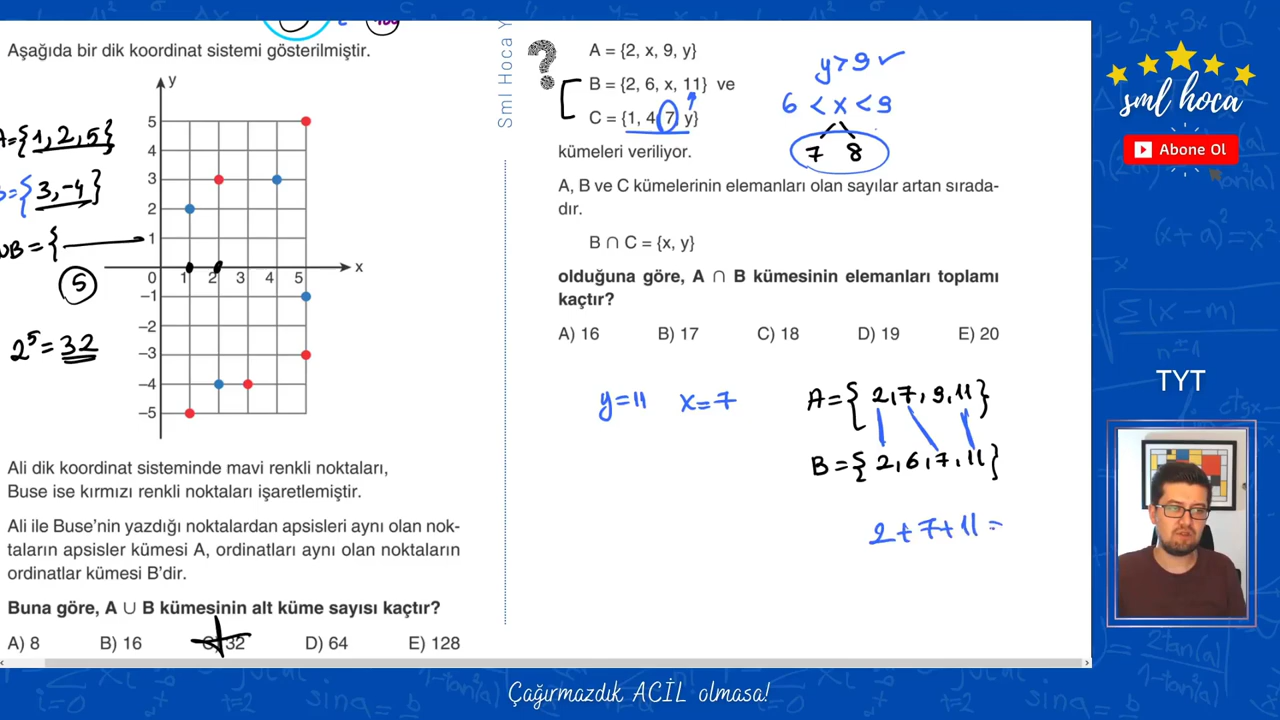 Aşağıda bir dik koordinat sistemi gösterilmiştir.
y
5
4
3
2
1
0
1 2 3 4 5 x
−1
−2
−3
−4
−5
A={1,2,5}
={3,-4}
UB={
5
2⁵=32
Ali dik koordinat sisteminde mavi renkli noktaları,
Buse ise kırmızı renkli noktaları işaretlemiştir.
Ali ile Buse'nin yazdığı noktalardan apsisleri aynı olan nok-
taların apsisler kümesi A, ordinatları aynı olan noktaların
ordinatlar kümesi B'dir.
Buna göre, A ∪ B kümesinin alt küme sayısı kaçtır?
A) 8 B) 16 C) 32 D) 64 E) 128
Sml Hoca Y
?
A = {2, x, 9, y}
B = {2, 6, x, 11} ve
C = {1, 4, 7, y}
kümeleri veriliyor.
y>9
6 < x < 9
7 8
A, B ve C kümelerinin elemanları olan sayılar artan sırada-
dır.
B ∩ C = {x, y}
olduğuna göre, A ∩ B kümesinin elemanları toplamı
kaçtır?
A) 16 B) 17 C) 18 D) 19 E) 20
y=11 x=7
A={2,7,9,11}
B={2,6,7,11}
2+7+11=
sml hoca
Abone Ol
TYT
Çağırmazdık ACİL olmasa!